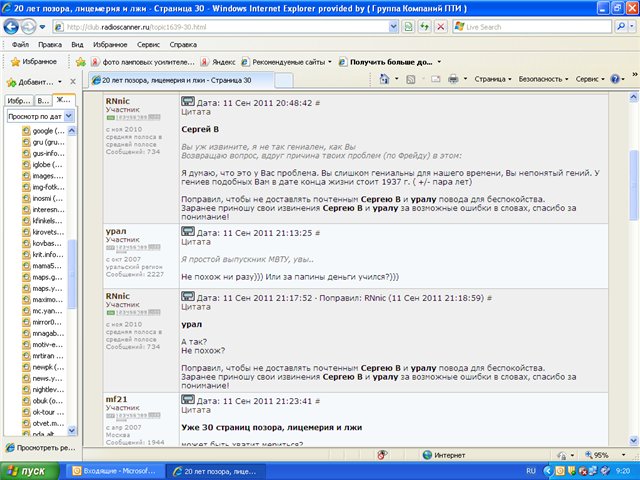 20 лет позора, лицемерия и лжи - Страница 30 - Windows Internet Explorer provided by ( Группа Компаний ПТИ )
http://club.radioscanner.ru/topic1639-30.html
Live Search
Файл Правка Вид Избранное Сервис Справка
Избранное фото ламповых усилителе... Яндекс Рекомендуемые сайты Получить больше до...
Добавит... 20 лет позора, лицемерия и лжи - Страница 30 Страница Безопасность Сервис
Избр... В... Ж...
Просмотр по дат
google (...
gru (gru...
gus-info...
iglobe (...
images....
img-fotk...
inosmi (...
interesn...
kfinkels...
kirovets...
kovbas...
krit.info...
mama5...
maps.g...
maps.y...
maximo...
mc.yan...
mirror0...
mnagab...
motiv-e...
mrtiran ...
newpk (...
news.y...
nightlev...
obuk (o...
ok-tour ...
otvet.m...
Просмотреть ре...
RNnic
Участник
с ноя 2010
средняя полоса в
средней полосе
Сообщений: 734
Дата: 11 Сен 2011 20:48:42 #
Цитата
Сергей В
Вы уж извините, я не так гениален, как Вы
Возвращаю вопрос, вдруг причина твоих проблем (по Фрейду) в этом:
Я думаю, что это у Вас проблема. Вы слишком гениальны для нашего времени, Вы непонятый гений. У
гениев подобных Вам в дате конца жизни стоит 1937 г. ( +/- пара лет)
Поправил, чтобы не доставлять почтенным Сергею В и уралу повода для беспокойства.
Заранее приношу свои извинения Сергею В и уралу за возможные ошибки в словах, спасибо за
понимание!
урал
Участник
с окт 2007
уральский регион
Сообщений: 2227
Дата: 11 Сен 2011 21:13:25 #
Цитата
Я простой выпускник МВТУ, увы..
Не похож ни разу))) Или за папины деньги учился?)))
RNnic
Участник
с ноя 2010
средняя полоса в
средней полосе
Сообщений: 734
Дата: 11 Сен 2011 21:17:52 · Поправил: RNnic (11 Сен 2011 21:18:59) #
Цитата
урал
А так?
Не похож?
Поправил, чтобы не доставлять почтенным Сергею В и уралу повода для беспокойства.
Заранее приношу свои извинения Сергею В и уралу за возможные ошибки в словах, спасибо за
понимание!
mf21
Участник
с апр 2007
Москва
Сообщений: 1944
Дата: 11 Сен 2011 21:23:41 #
Цитата
Уже 30 страниц позора, лицемерия и лжи
может быть хватит мериться?
Интернет 95%
пуск Входящие - Microsof... 20 лет позора, лице... RU 9:20